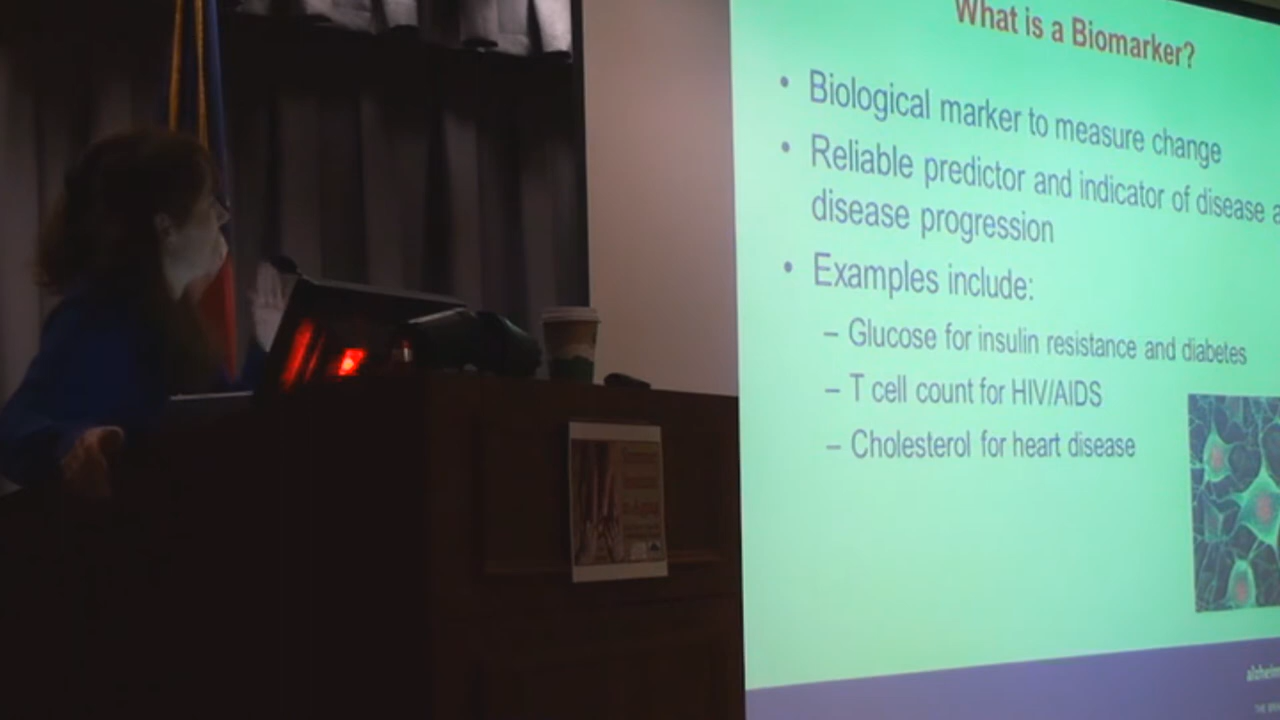 What is a Biomarker?
• Biological marker to measure change
• Reliable predictor and indicator of disease a
disease progression
• Examples include:
– Glucose for insulin resistance and diabetes
– T cell count for HIV/AIDS
– Cholesterol for heart disease
alzheim